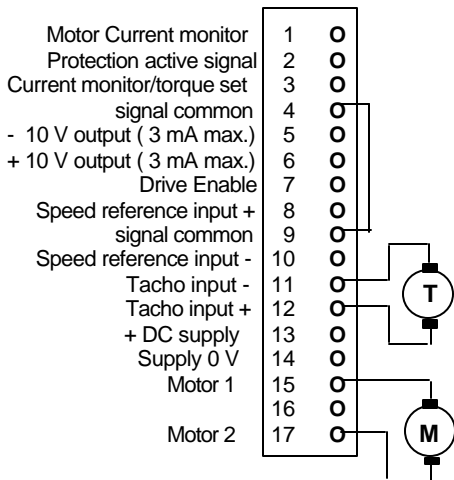 Motor Current monitor 1 O
Protection active signal 2 O
Current monitor/torque set 3 O
signal common 4 O
- 10 V output ( 3 mA max.) 5 O
+ 10 V output ( 3 mA max.) 6 O
Drive Enable 7 O
Speed reference input + 8 O
signal common 9 O
Speed reference input - 10 O
Tacho input - 11 O
Tacho input + 12 O
+ DC supply 13 O
Supply 0 V 14 O
Motor 1 15 O
16 O
Motor 2 17 O
T
M